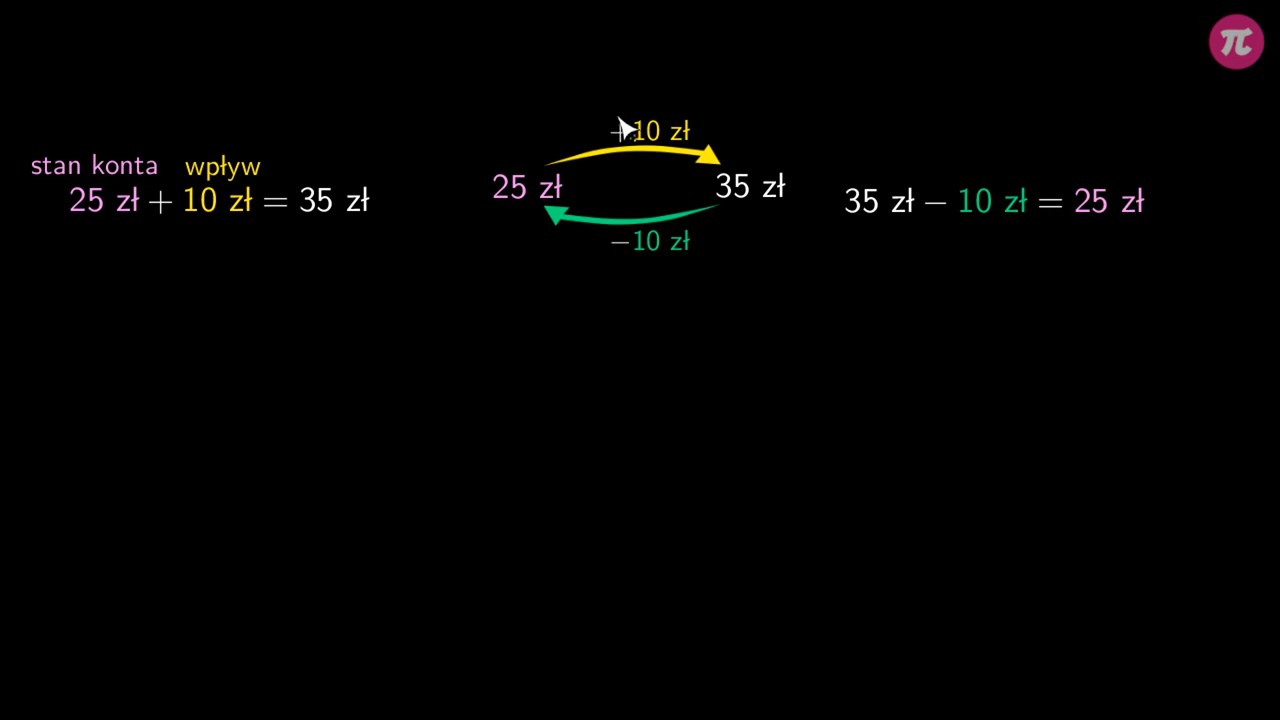 π
+10 zł
stan konta wpływ
25 zł + 10 zł = 35 zł
25 zł 35 zł
35 zł − 10 zł = 25 zł
−10 zł